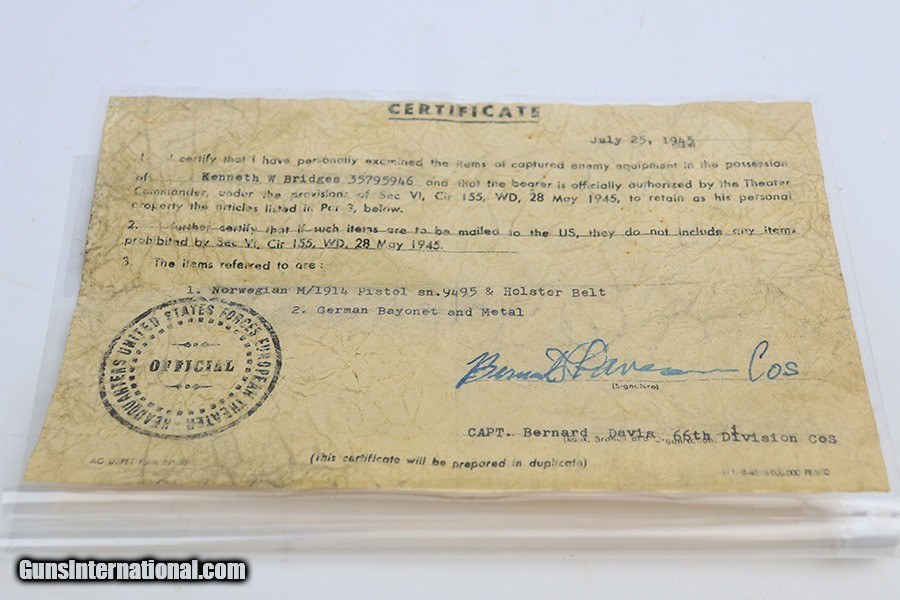 CERTIFICATE
July 25, 1945
1. I certify that I have personally examined the items of captured enemy equipment in the possession
of Kenneth W Bridges 35795946 and that the bearer is officially authorized by the Theater
Commander, under the provisions of Sec VI, Cir 155, WD, 28 May 1945, to retain as his personal
property the articles listed in Par 3, below.
2. I further certify that if such items are to be mailed to the US, they do not include any items
prohibited by Sec VI, Cir 155, WD, 28 May 1945.
3. The items referred to are:
1. Norwegian M/1914 Pistol sn.9495 & Holster Belt
2. German Bayonet and Metal
HEADQUARTERS UNITED STATES FORCES EUROPEAN THEATER
OFFICIAL
Bernard Davis Cos
(Signature)
CAPT. Bernard Davis 66th Division Cos
(this certificate will be prepared in duplicate)
AG Form
GunsInternational.com